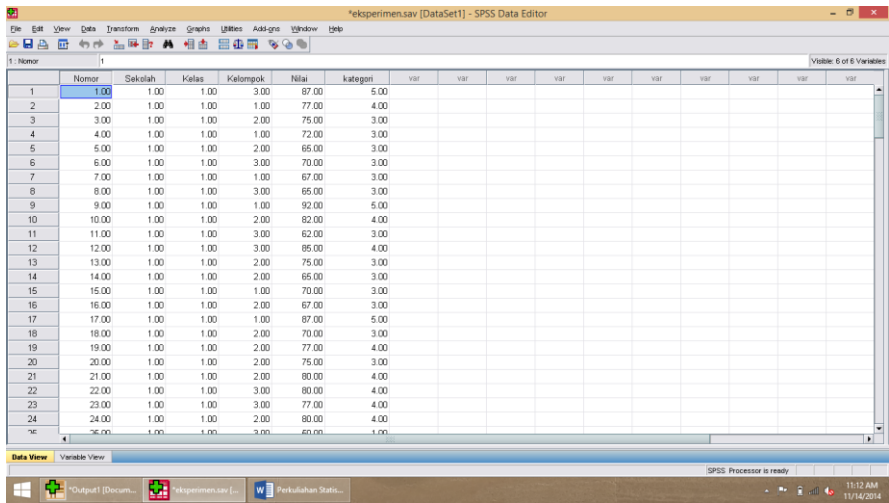 *eksperimen.sav [DataSet1] - SPSS Data Editor
File Edit View Data Transform Analyze Graphs Utilities Add-ons Window Help
1 : Nomor 1 Visible: 6 of 6 Variables
Nomor Sekolah Kelas Kelompok Nilai kategori var var var var var var var var
1 1.00 1.00 1.00 3.00 87.00 5.00
2 2.00 1.00 1.00 1.00 77.00 4.00
3 3.00 1.00 1.00 2.00 75.00 3.00
4 4.00 1.00 1.00 1.00 72.00 3.00
5 5.00 1.00 1.00 2.00 65.00 3.00
6 6.00 1.00 1.00 3.00 70.00 3.00
7 7.00 1.00 1.00 1.00 67.00 3.00
8 8.00 1.00 1.00 3.00 65.00 3.00
9 9.00 1.00 1.00 1.00 92.00 5.00
10 10.00 1.00 1.00 2.00 82.00 4.00
11 11.00 1.00 1.00 3.00 62.00 3.00
12 12.00 1.00 1.00 3.00 85.00 4.00
13 13.00 1.00 1.00 2.00 75.00 3.00
14 14.00 1.00 1.00 2.00 65.00 3.00
15 15.00 1.00 1.00 1.00 70.00 3.00
16 16.00 1.00 1.00 2.00 67.00 3.00
17 17.00 1.00 1.00 1.00 87.00 5.00
18 18.00 1.00 1.00 2.00 70.00 3.00
19 19.00 1.00 1.00 2.00 77.00 4.00
20 20.00 1.00 1.00 2.00 75.00 3.00
21 21.00 1.00 1.00 2.00 80.00 4.00
22 22.00 1.00 1.00 3.00 80.00 4.00
23 23.00 1.00 1.00 3.00 77.00 4.00
24 24.00 1.00 1.00 2.00 80.00 4.00
25 25.00 1.00 1.00 3.00 60.00 1.00
Data View Variable View
SPSS Processor is ready
*Output1 [Docum... *eksperimen.sav [... Perkuliahan Statis... 11:12 AM
11/14/2014